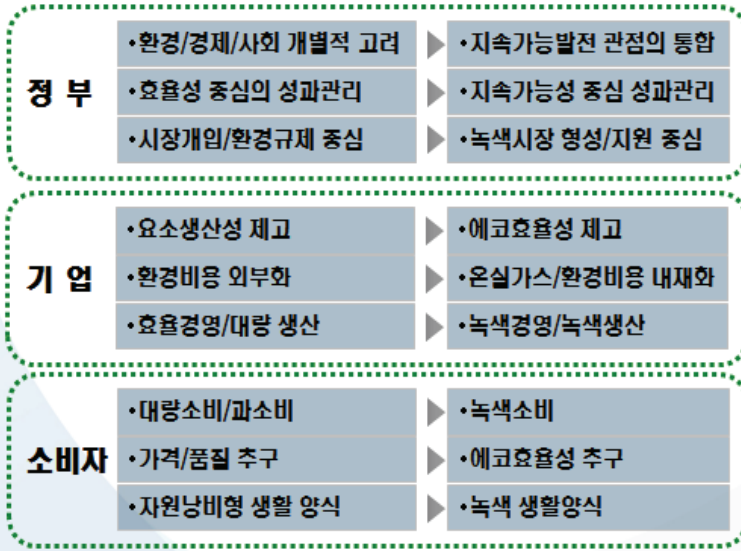 •환경/경제/사회 개별적 고려 ▶ •지속가능발전 관점의 통합
정 부 •효율성 중심의 성과관리 ▶ •지속가능성 중심 성과관리
•시장개입/환경규제 중심 ▶ •녹색시장 형성/지원 중심
•요소생산성 제고 ▶ •에코효율성 제고
기 업 •환경비용 외부화 ▶ •온실가스/환경비용 내재화
•효율경영/대량 생산 ▶ •녹색경영/녹색생산
•대량소비/과소비 ▶ •녹색소비
소비자 •가격/품질 추구 ▶ •에코효율성 추구
•자원낭비형 생활 양식 ▶ •녹색 생활양식